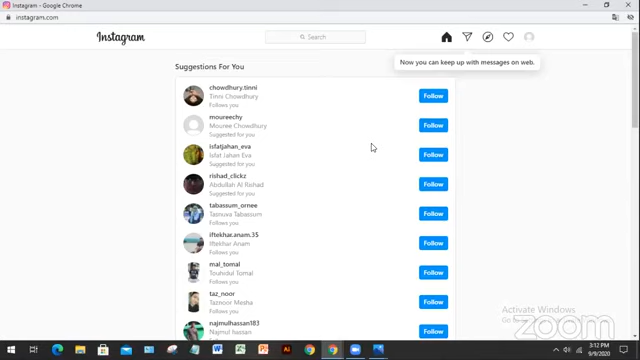 Instagram - Google Chrome
instagram.com
Instagram
Search
Now you can keep up with messages on web.
Suggestions For You
chowdhury.tinni
Tinni Chowdhury
Follows you
Follow
moureechy
Mouree Chowdhury
Suggested for you
Follow
isfatjahan_eva
Isfat Jahan Eva
Suggested for you
Follow
rishad_clickz
Abdullah Al Rishad
Suggested for you
Follow
tabassum_ornee
Tasnuva Tabassum
Follows you
Follow
iftekhar.anam.35
Iftekhar Anam
Follows you
Follow
mal_tomal
Touhidul Tomal
Follow
taz_noor
Taznoor Mesha
Follow
najmulhassan183
Najmul hassan
Follow
Activate Windows
zoom
3:12 PM
9/9/2020